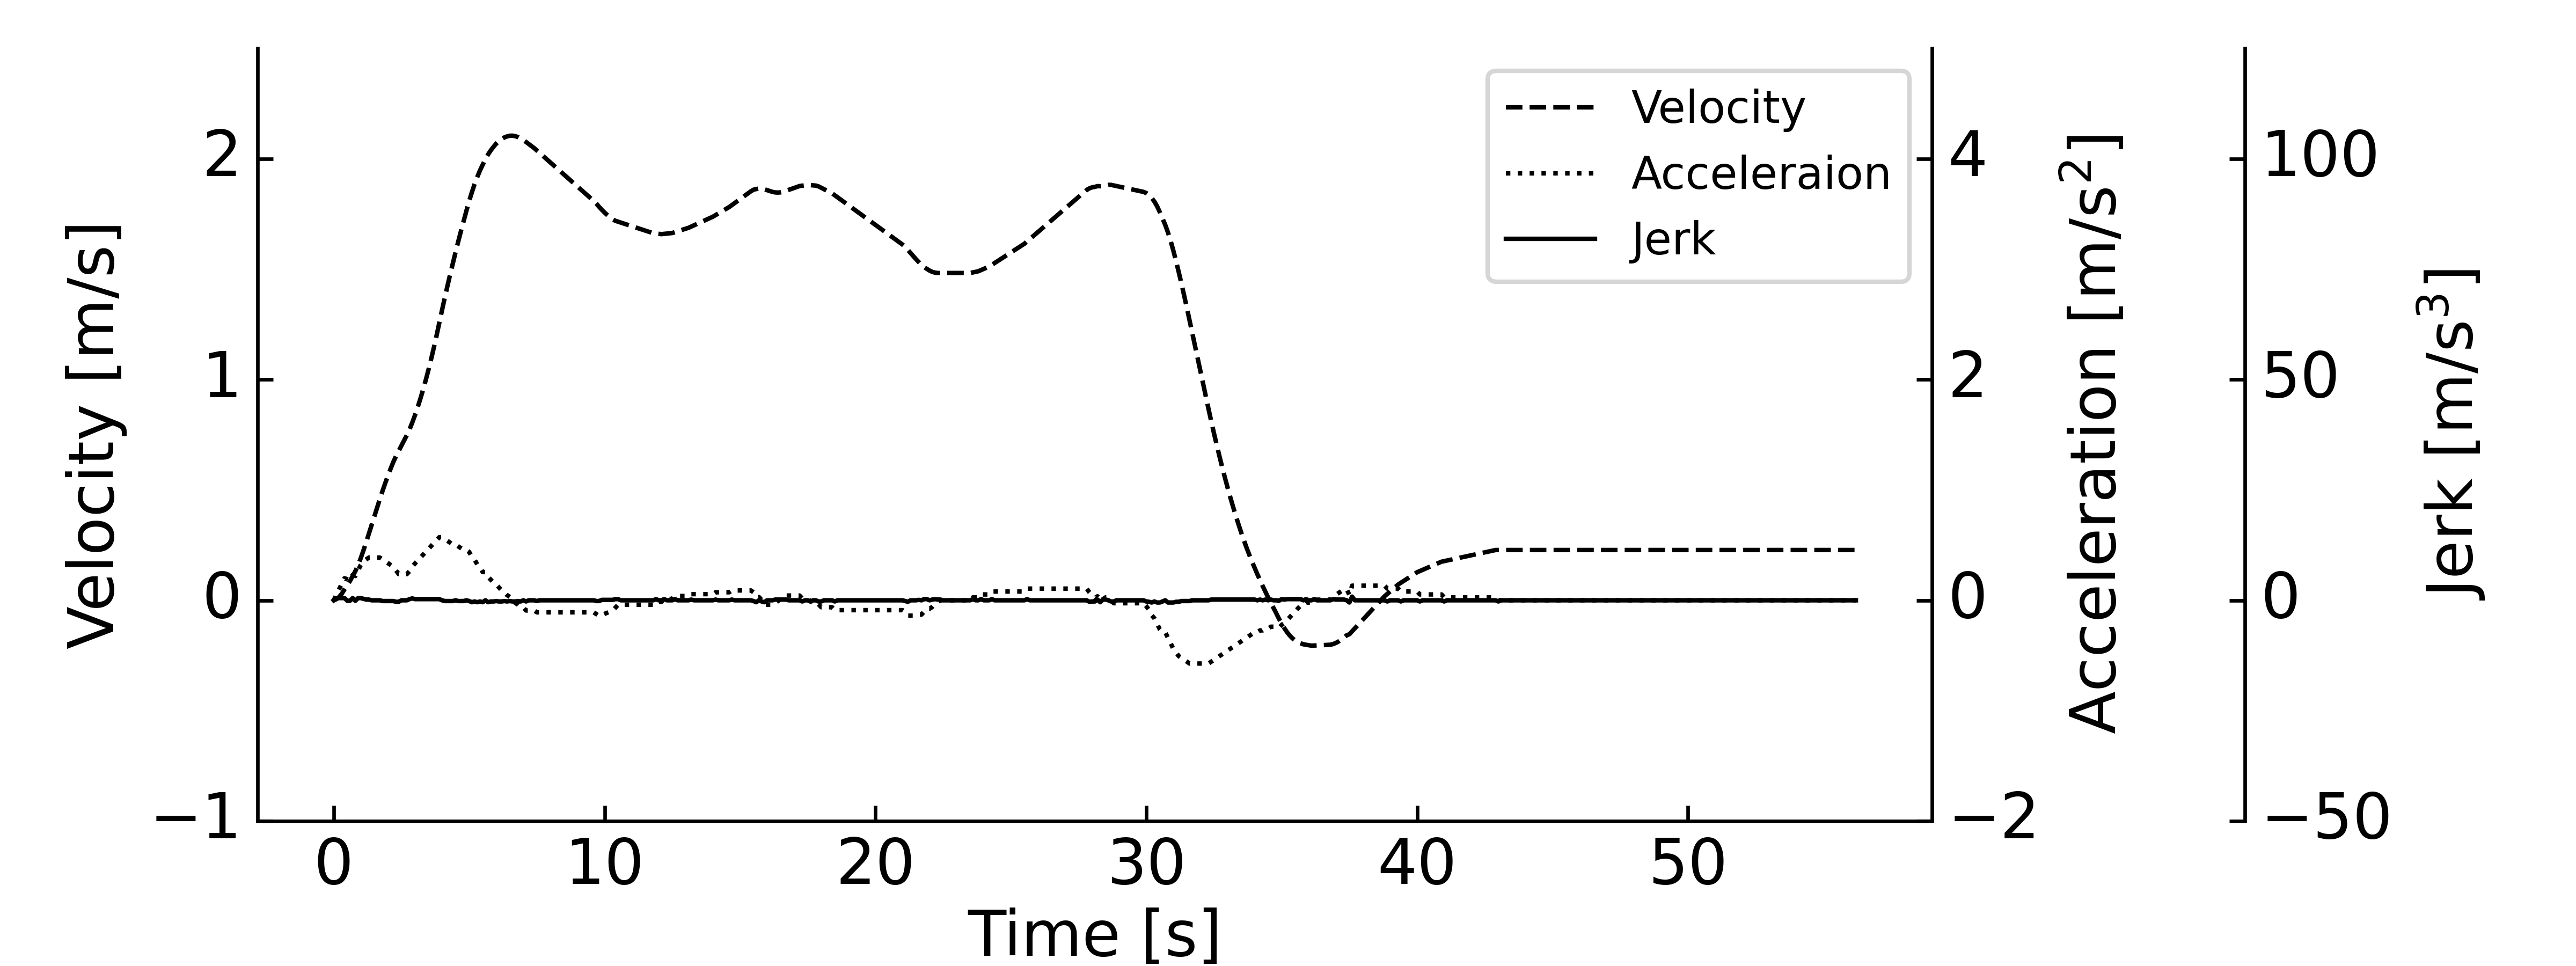 Velocity [m/s]
2
1
0
−1
0 10 20 30 40 50
Time [s]
Velocity
Acceleraion
Jerk
4
2
0
−2
Acceleration [m/s²]
100
50
0
−50
Jerk [m/s³]